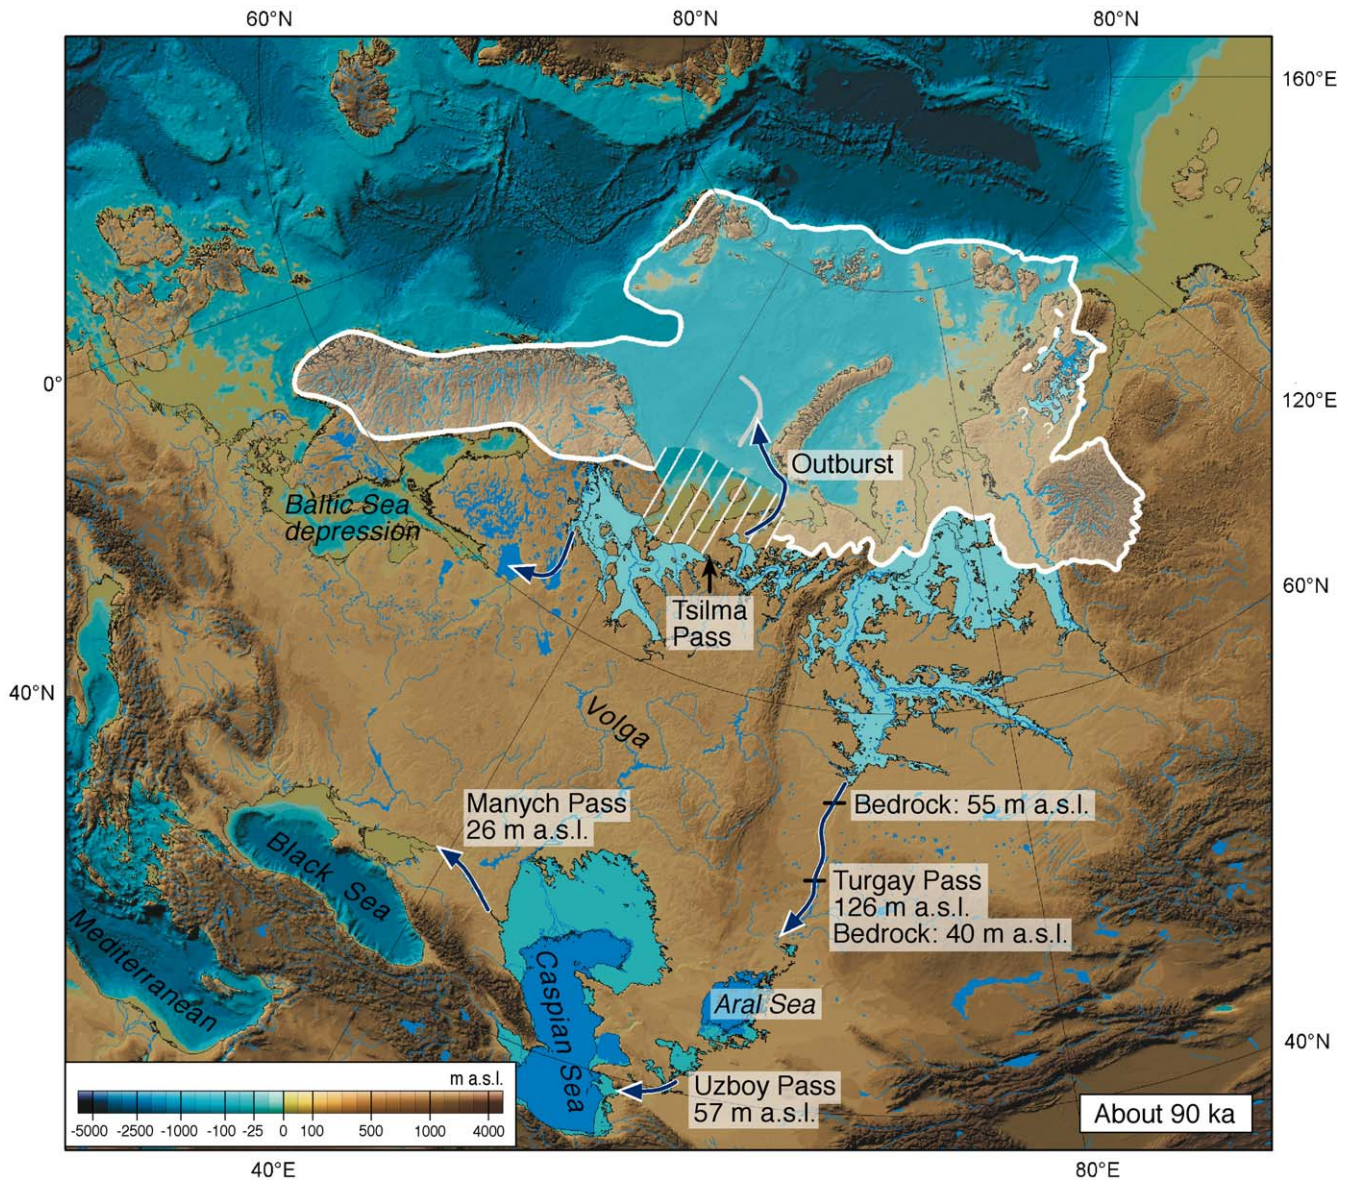 60°N
80°N
80°N
160°E
0°
120°E
Outburst
Baltic Sea
depression
Tsilma
Pass
60°N
40°N
Volga
Manych Pass
26 m a.s.l.
Bedrock: 55 m a.s.l.
Black Sea
Turgay Pass
126 m a.s.l.
Bedrock: 40 m a.s.l.
Mediterranean
Caspian Sea
Aral Sea
40°N
m a.s.l.
Uzboy Pass
57 m a.s.l.
About 90 ka
-5000 -2500 -1000 -100 -25 0 100 500 1000 4000
40°E
80°E
?
?